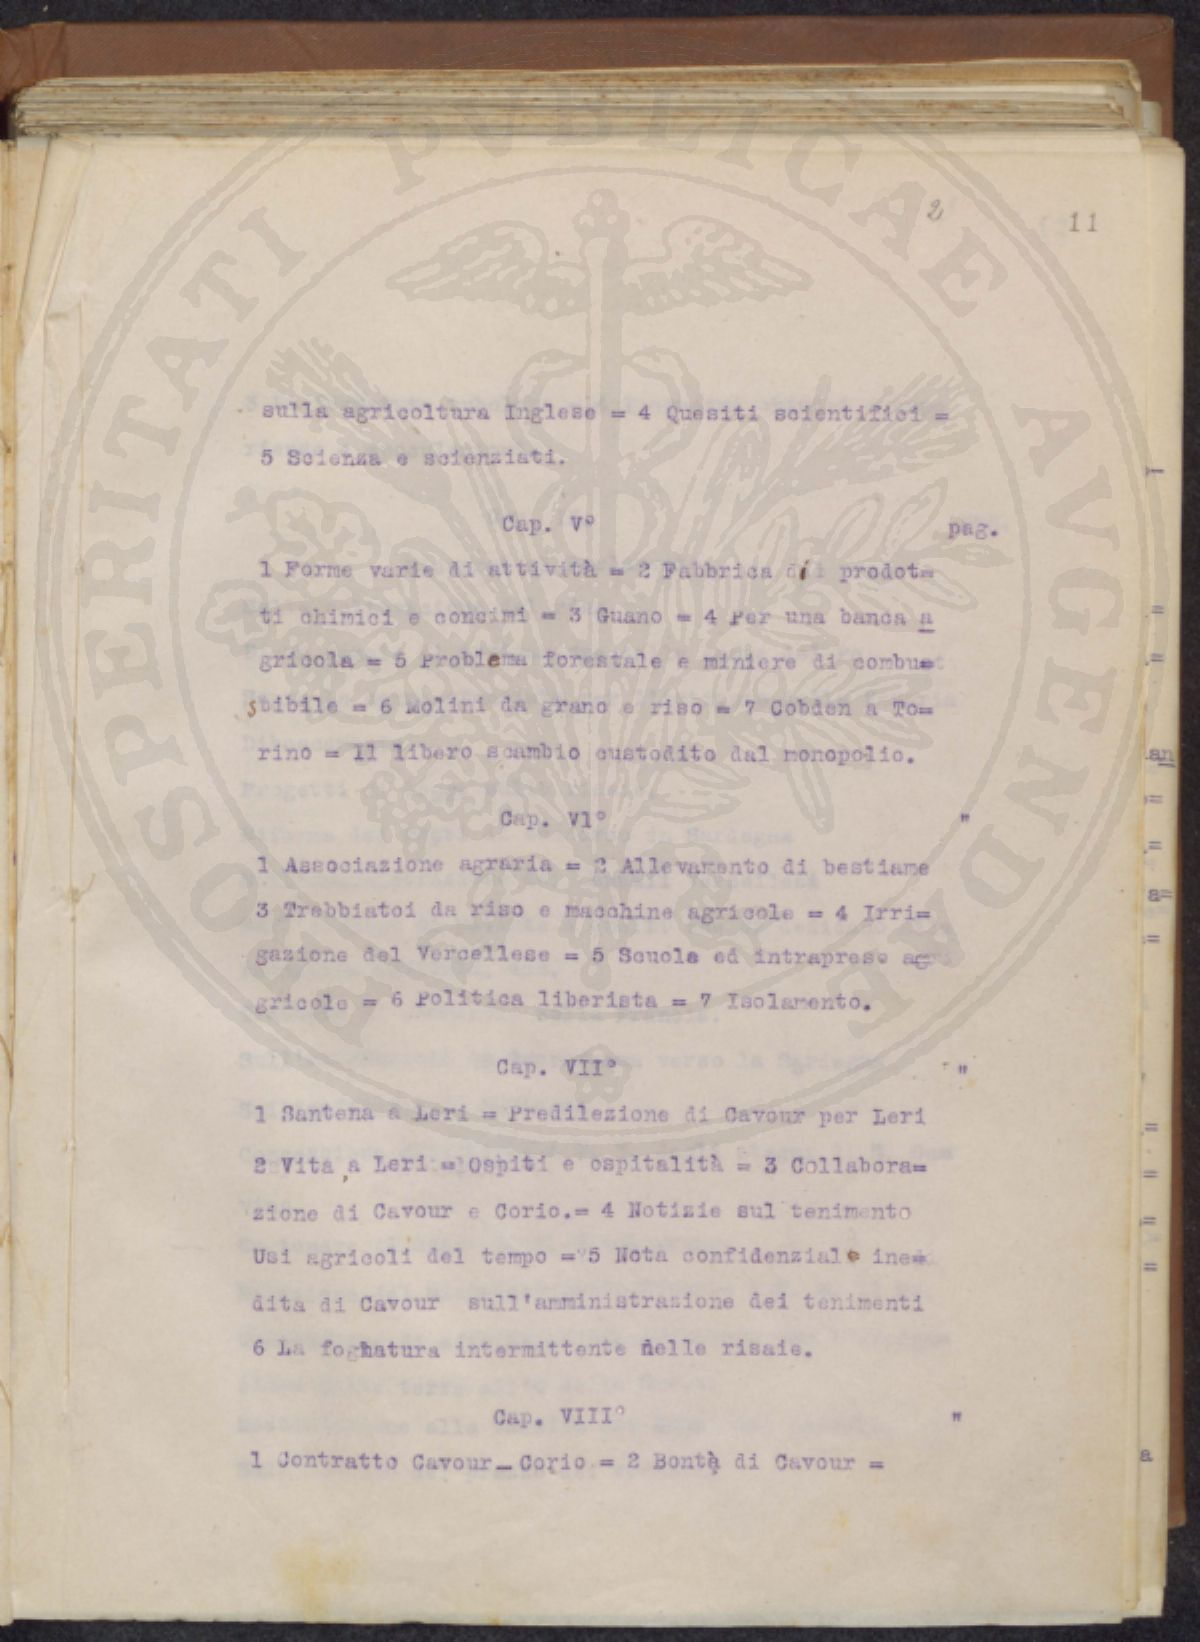 PROSPERITATI PUBLICAE AVGENDAE
2
11
sulla agricoltura Inglese = 4 Quesiti scientifici =
5 Scienza e scienziati.
Cap. V° pag.
1 Forme varie di attività = 2 Fabbrica di prodot=
ti chimici e concimi = 3 Guano = 4 Per una banca a
gricola = 5 Problema forestale e miniere di combu=
sbibile = 6 Molini da grano e riso = 7 Cobden a To=
rino = Il libero scambio custodito dal monopolio.
Cap. V1° "
1 Associazione agraria = 2 Allevamento di bestiame
3 Trebbiatoi da riso e macchine agricole = 4 Irri=
gazione del Vercellese = 5 Scuole ed intraprese ag
gricole = 6 Politica liberista = 7 Isolamento.
Cap. VII° "
1 Santena a Leri = Predilezione di Cavour per Leri
2 Vita a Leri = Ospiti e ospitalità = 3 Collabora=
zione di Cavour e Corio.= 4 Notizie sul tenimento
Usi agricoli del tempo = 5 Nota confidenziale ine=
dita di Cavour sull'amministrazione dei tenimenti
6 La foghatura intermittente nelle risaie.
Cap. VIII° "
1 Contratto Cavour_Corio = 2 Bontà di Cavour =
an
a=
a